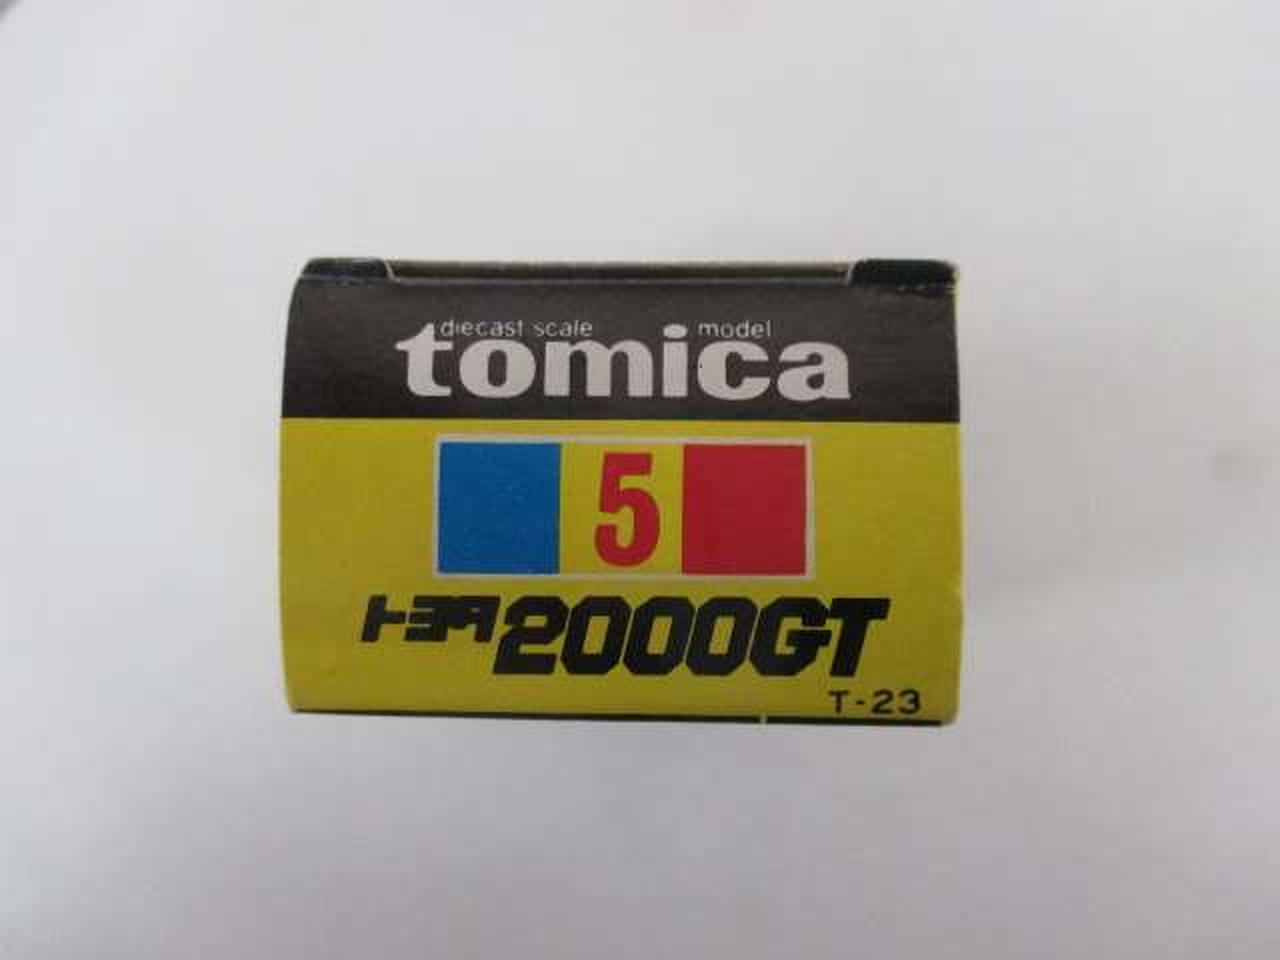 diecast scale model
tomica
5
トヨタ2000GT
T-23